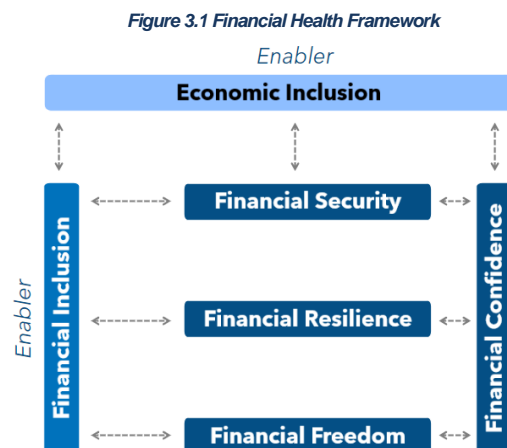 Figure 3.1 Financial Health Framework
Enabler
Economic Inclusion
Enabler
Financial Inclusion
Financial Security
Financial Resilience
Financial Freedom
Financial Confidence